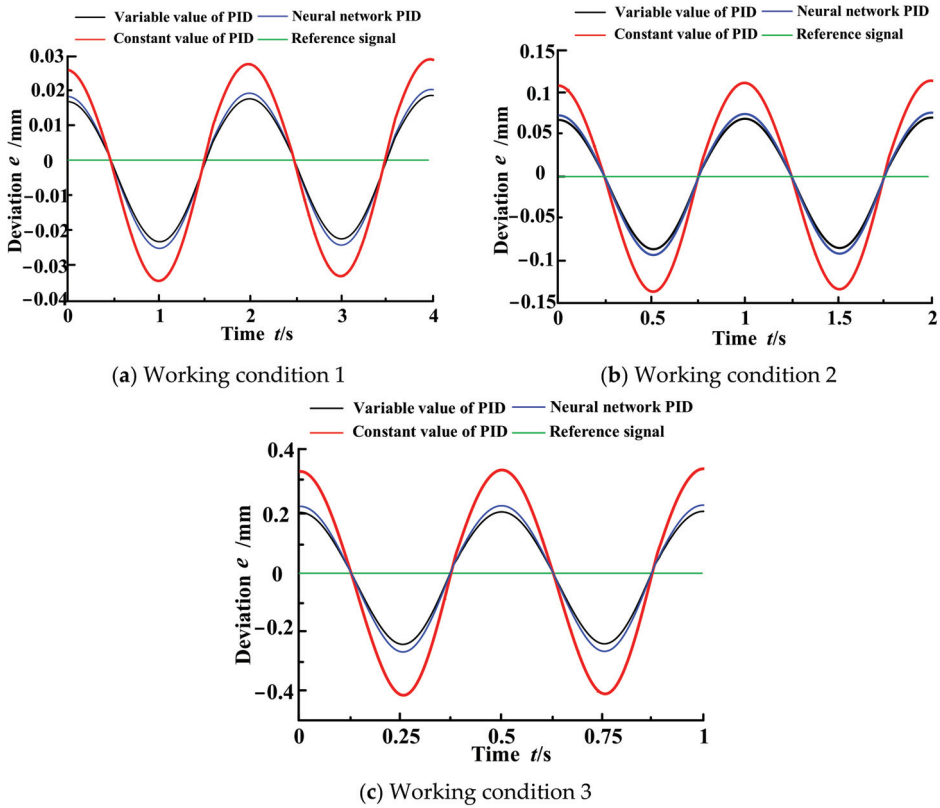 Variable value of PID Neural network PID
Constant value of PID Reference signal
0.03
0.02
0.01
0
−0.01
−0.02
−0.03
−0.04
Deviation e /mm
0 1 2 3 4
Time t/s
(a) Working condition 1
Variable value of PID Neural network PID
Constant value of PID Reference signal
0.15
0.10
0.05
0
−0.05
−0.1
−0.15
Deviation e /mm
0 0.5 1 1.5 2
Time t/s
(b) Working condition 2
Variable value of PID Neural network PID
Constant value of PID Reference signal
0.4
0.2
0
−0.2
−0.4
Deviation e /mm
0 0.25 0.5 0.75 1
Time t/s
(c) Working condition 3